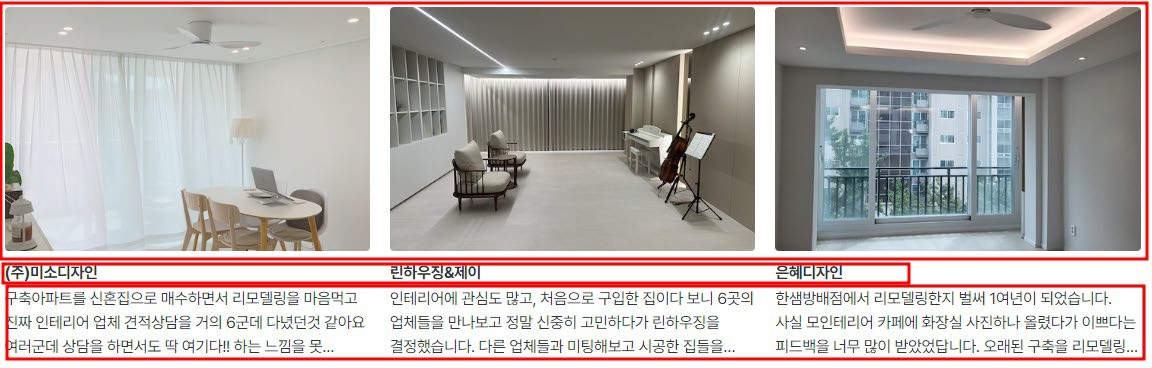 (주)미소디자인
구축아파트를 신혼집으로 매수하면서 리모델링을 마음먹고
진짜 인테리어 업체 견적상담을 거의 6군데 다녔던것 같아요
여러군데 상담을 하면서도 딱 여기다!! 하는 느낌을 못...
린하우징&제이
인테리어에 관심도 많고, 처음으로 구입한 집이다 보니 6곳의
업체들을 만나보고 정말 신중히 고민하다가 린하우징을
결정했습니다. 다른 업체들과 미팅해보고 시공한 집들을...
은혜디자인
한샘방배점에서 리모델링한지 벌써 1여년이 되었습니다.
사실 모인테리어 카페에 화장실 사진하나 올렸다가 이쁘다는
피드백을 너무 많이 받았었답니다. 오래된 구축을 리모델링...